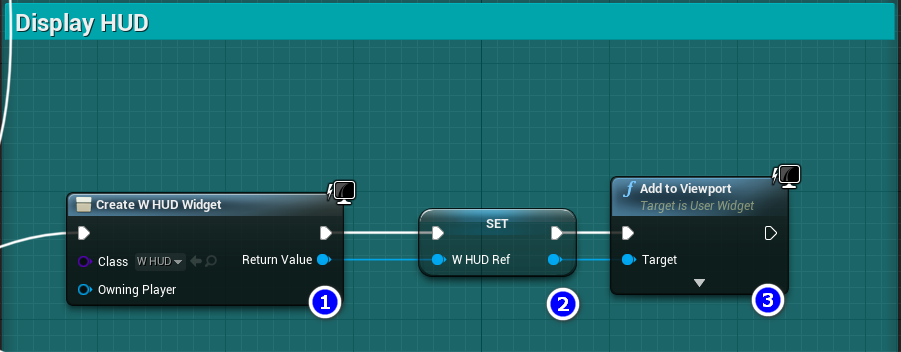 Display HUD
Create W HUD Widget
Class W HUD
Return Value
Owning Player
1
SET
W HUD Ref
2
f Add to Viewport
Target is User Widget
Target
3